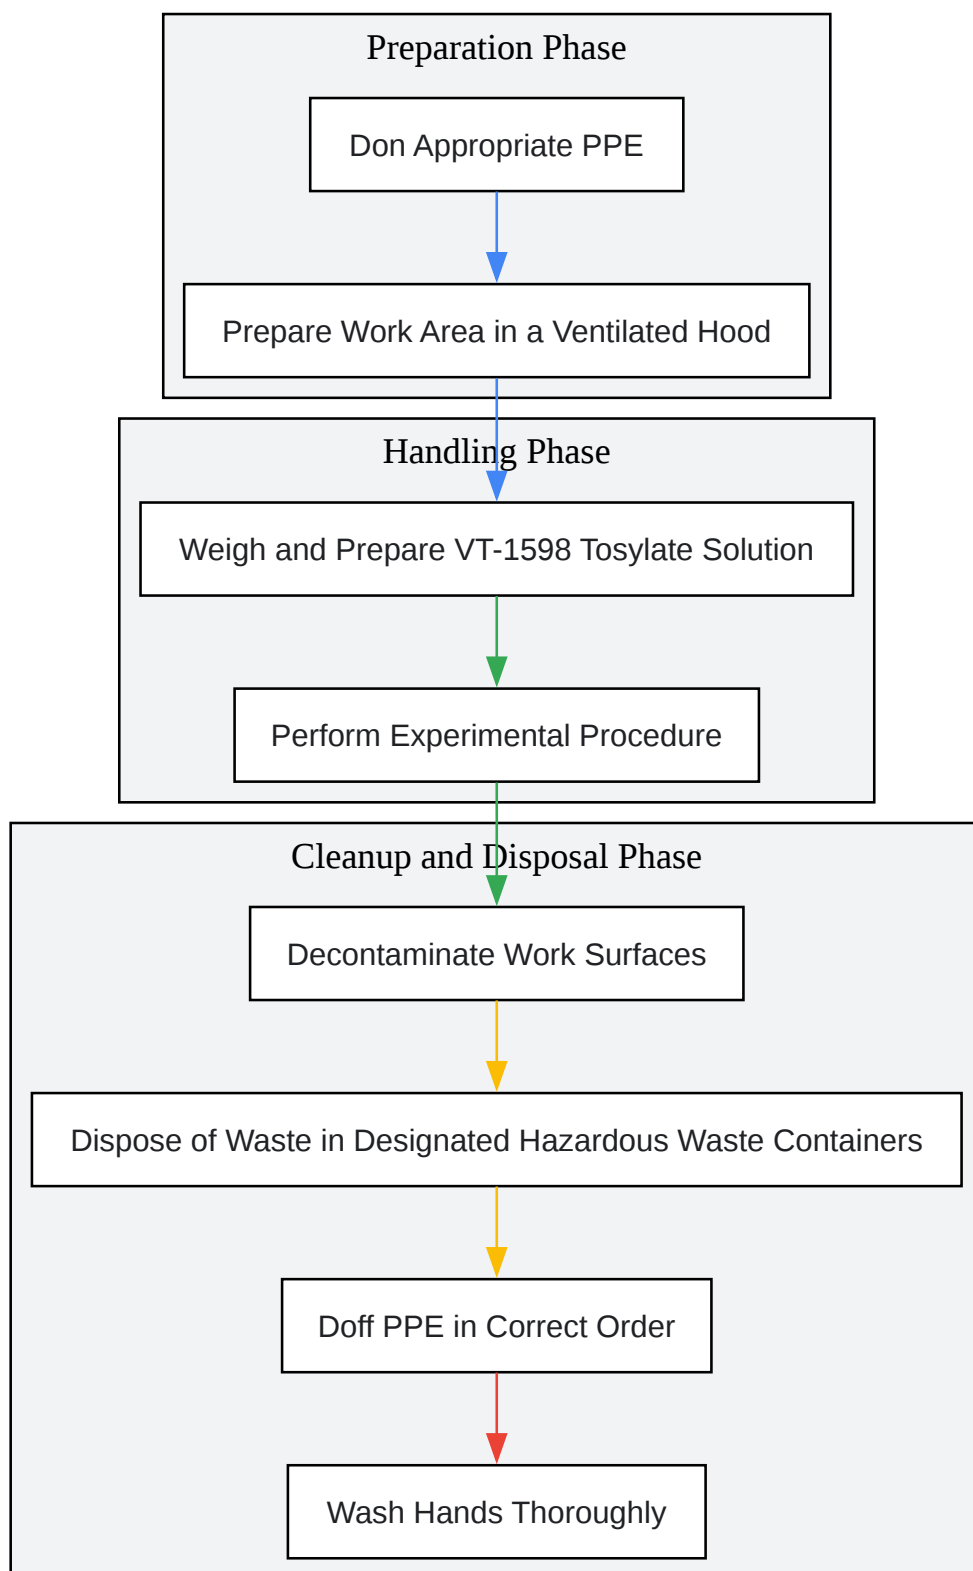 Preparation Phase
Don Appropriate PPE
Prepare Work Area in a Ventilated Hood
Handling Phase
Weigh and Prepare VT-1598 Tosylate Solution
Perform Experimental Procedure
Cleanup and Disposal Phase
Decontaminate Work Surfaces
Dispose of Waste in Designated Hazardous Waste Containers
Doff PPE in Correct Order
Wash Hands Thoroughly